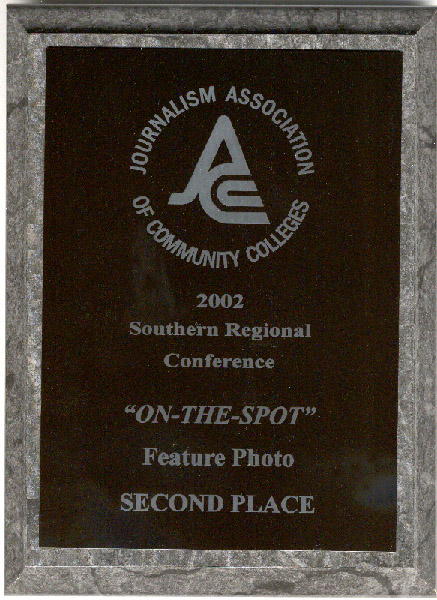 JOURNALISM ASSOCIATION
OF COMMUNITY COLLEGES
2002
Southern Regional
Conference
"ON-THE-SPOT"
Feature Photo
SECOND PLACE